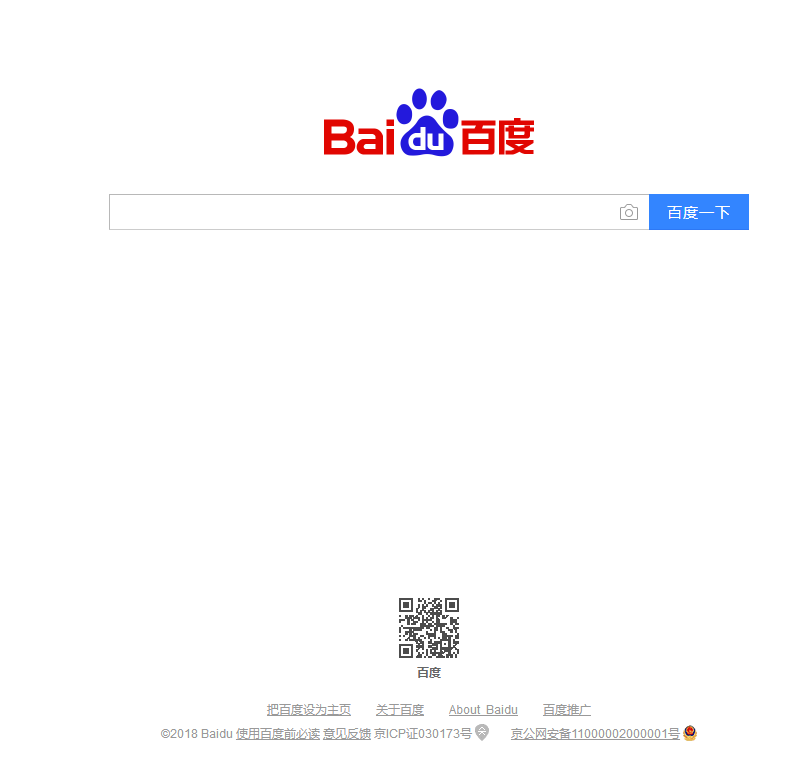 Bai du 百度
百度一下
百度
把百度设为主页 关于百度 About Baidu 百度推广
©2018 Baidu 使用百度前必读 意见反馈 京ICP证030173号 京公网安备11000002000001号